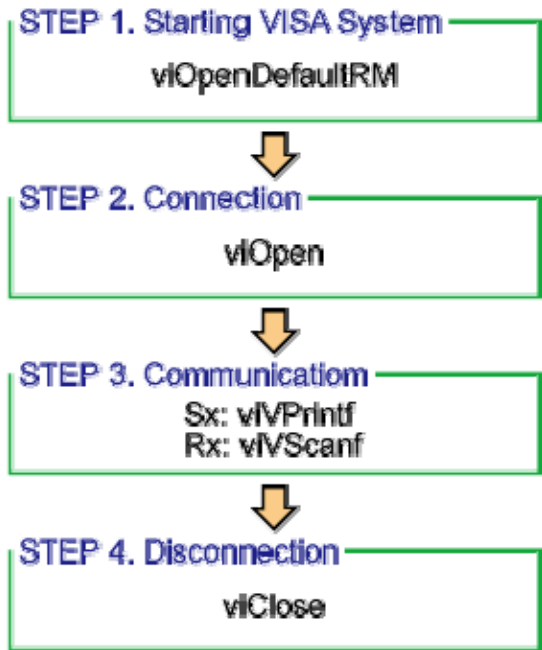 STEP 1. Starting VISA System
viOpenDefaultRM
STEP 2. Connection
viOpen
STEP 3. Communicatiom
Sx: viVPrintf
Rx: viVScanf
STEP 4. Disconnection
viClose